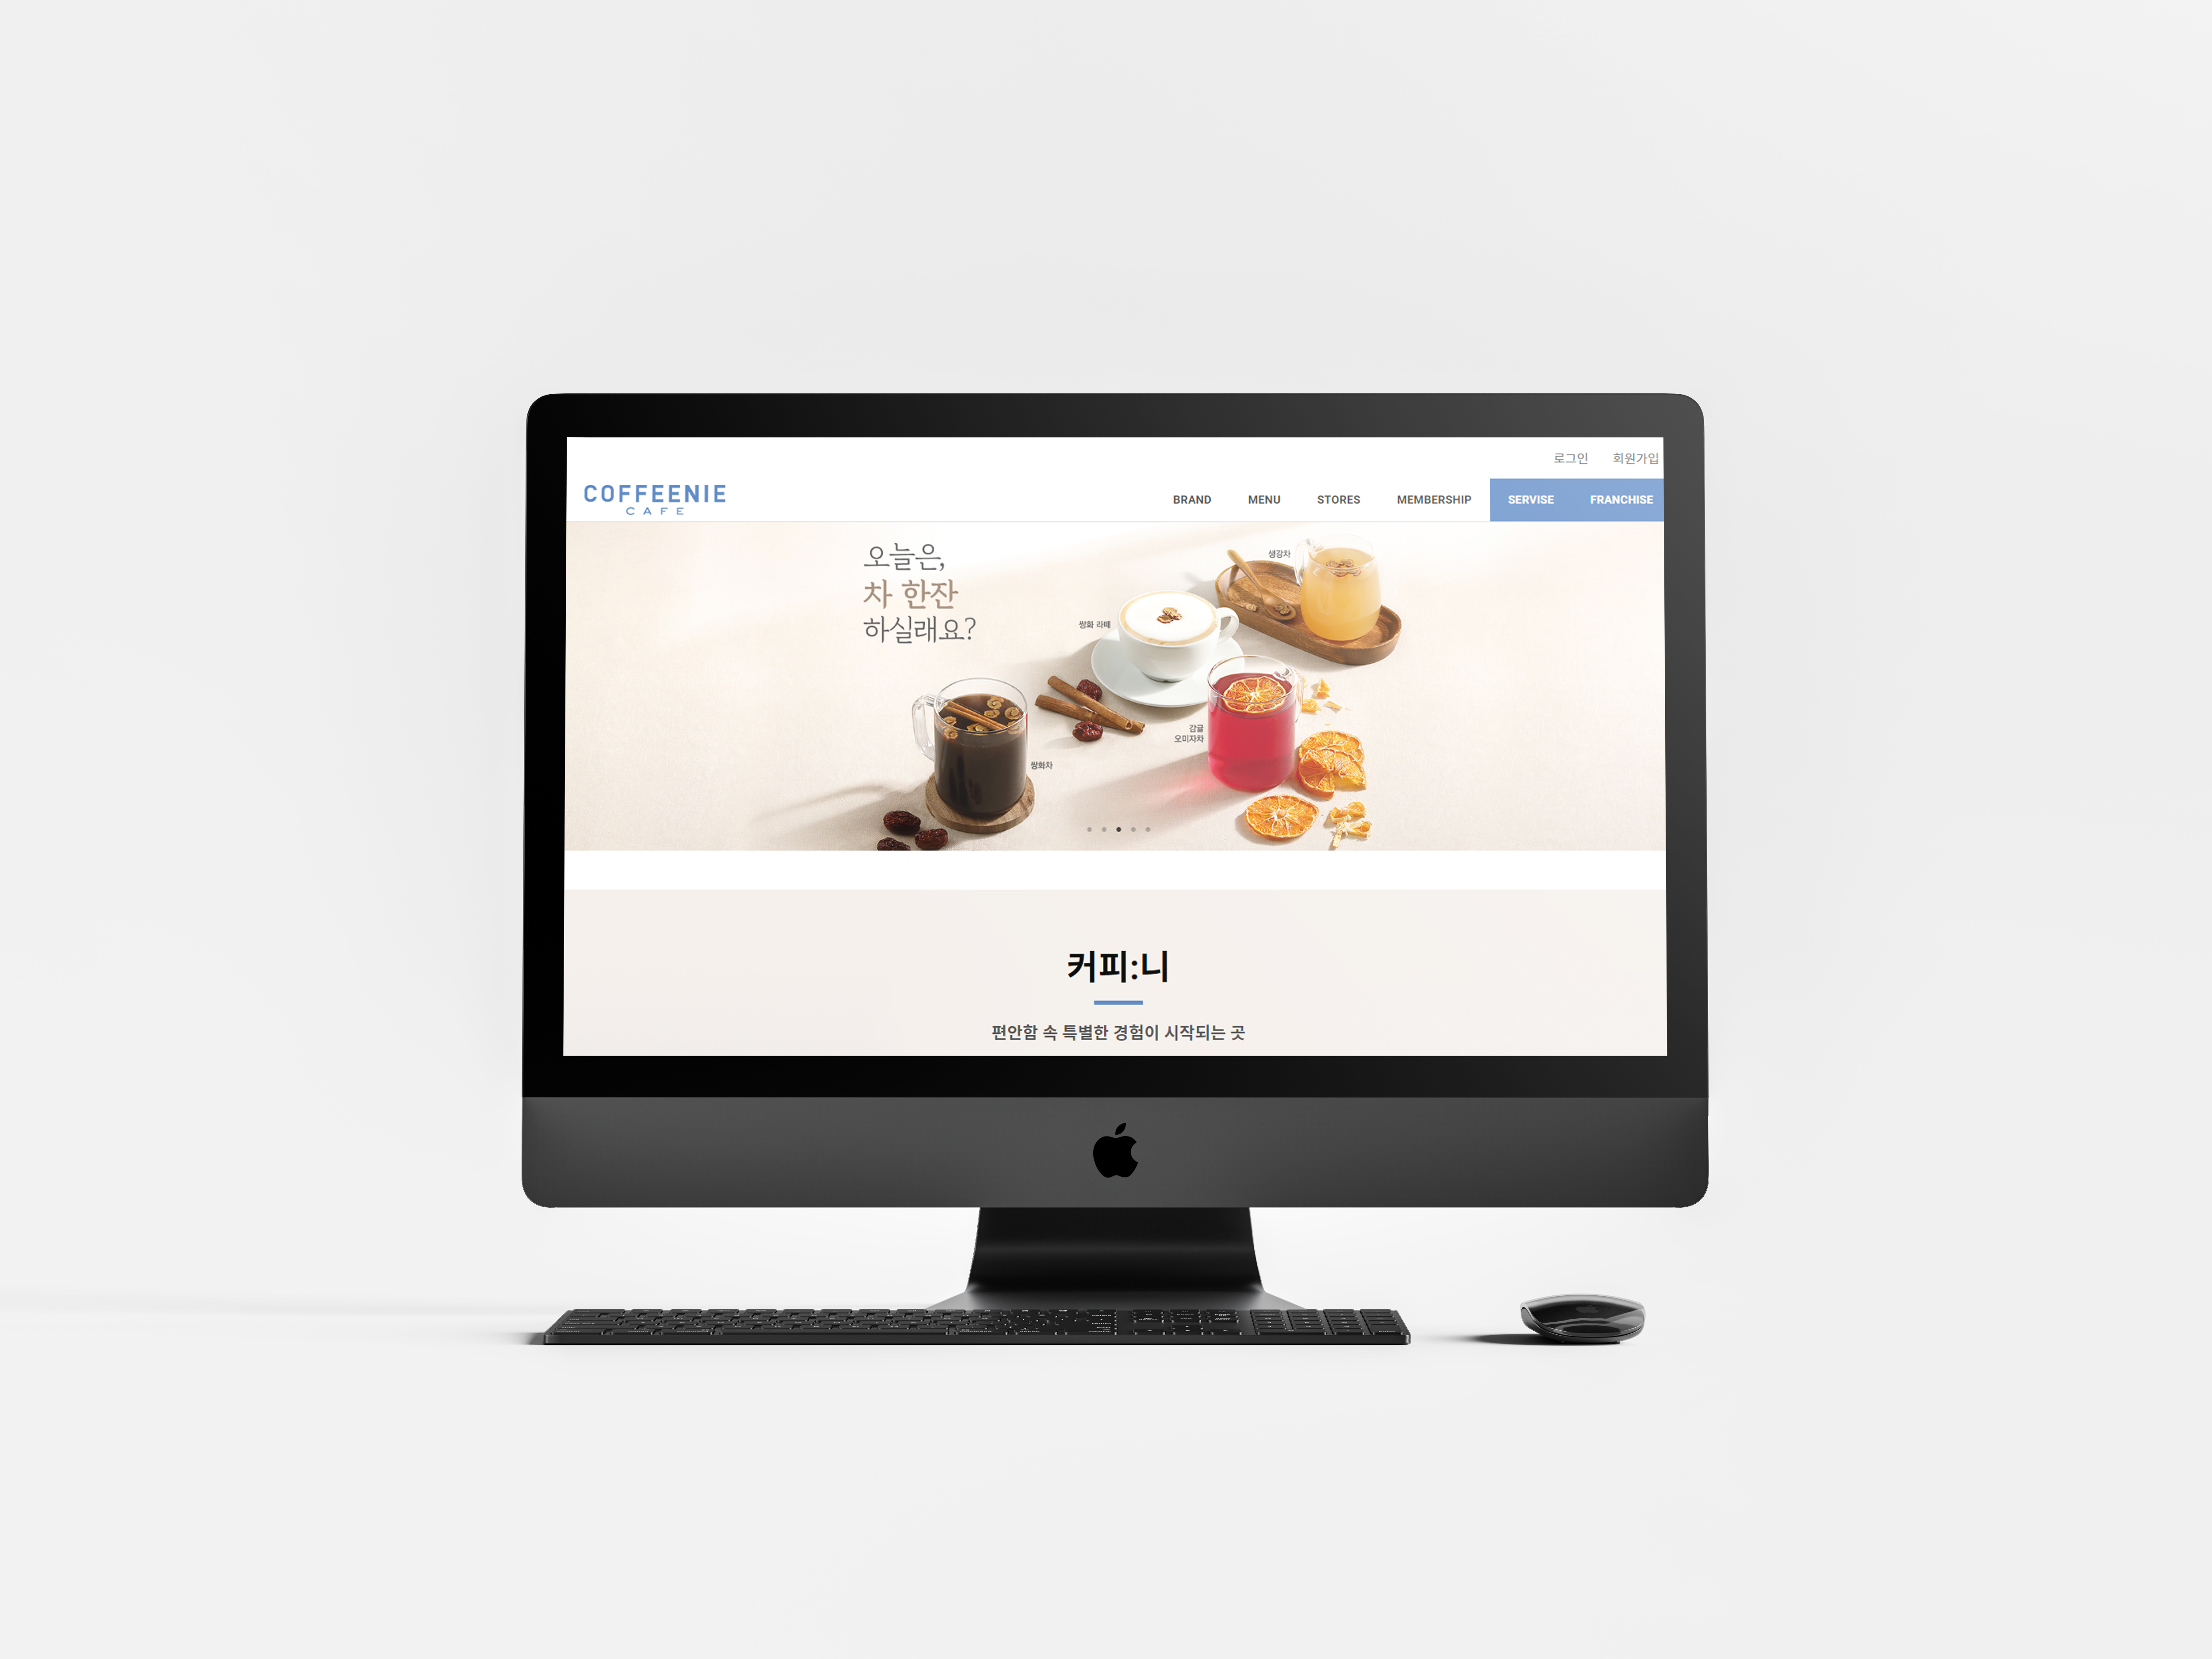 로그인 회원가입
COFFEENIE
CAFE
BRAND MENU STORES MEMBERSHIP SERVISE FRANCHISE
오늘은,
차 한잔
하실래요?
생강차
쌍화 라떼
감귤
오미자차
쌍화차
커피:니
편안함 속 특별한 경험이 시작되는 곳